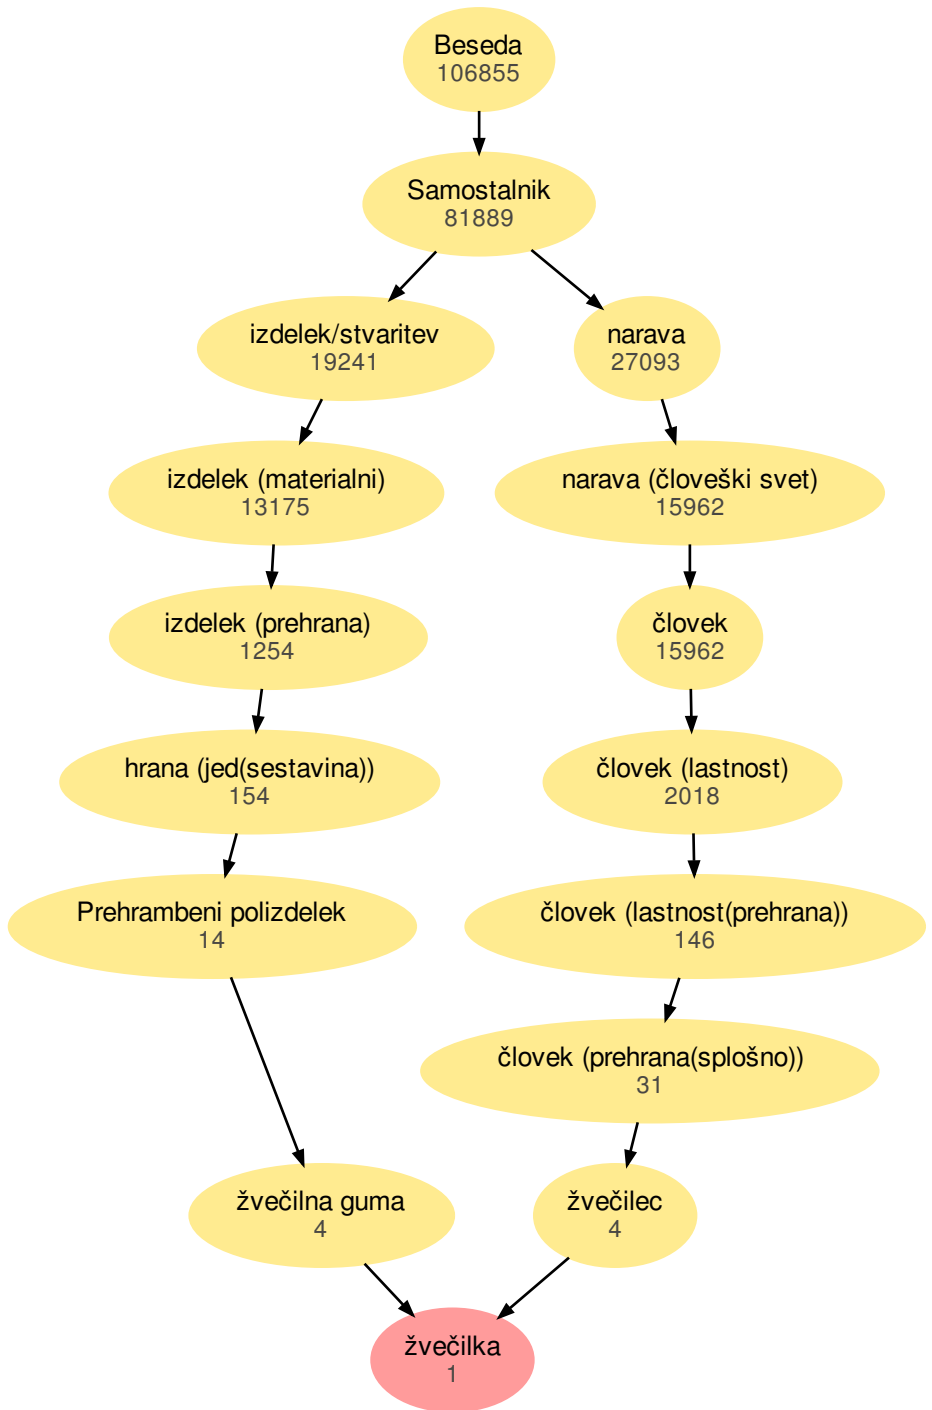 Beseda
106855
Samostalnik
81889
izdelek/stvaritev
19241
narava
27093
izdelek (materialni)
13175
narava (človeški svet)
15962
izdelek (prehrana)
1254
človek
15962
hrana (jed(sestavina))
154
človek (lastnost)
2018
Prehrambeni polizdelek
14
človek (lastnost(prehrana))
146
človek (prehrana(splošno))
31
žvečilna guma
4
žvečilec
4
žvečilka
1